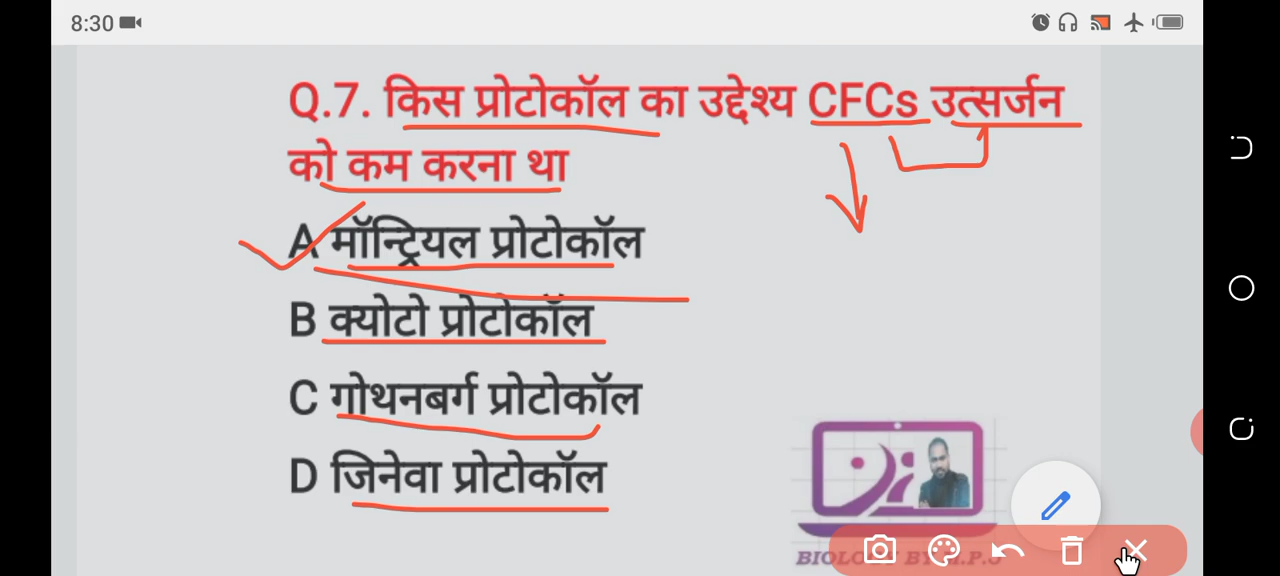 8:30
Q.7. किस प्रोटोकॉल का उद्देश्य CFCs उत्सर्जन
को कम करना था
A मॉन्ट्रियल प्रोटोकॉल
B क्योटो प्रोटोकॉल
C गोथनबर्ग प्रोटोकॉल
D जिनेवा प्रोटोकॉल